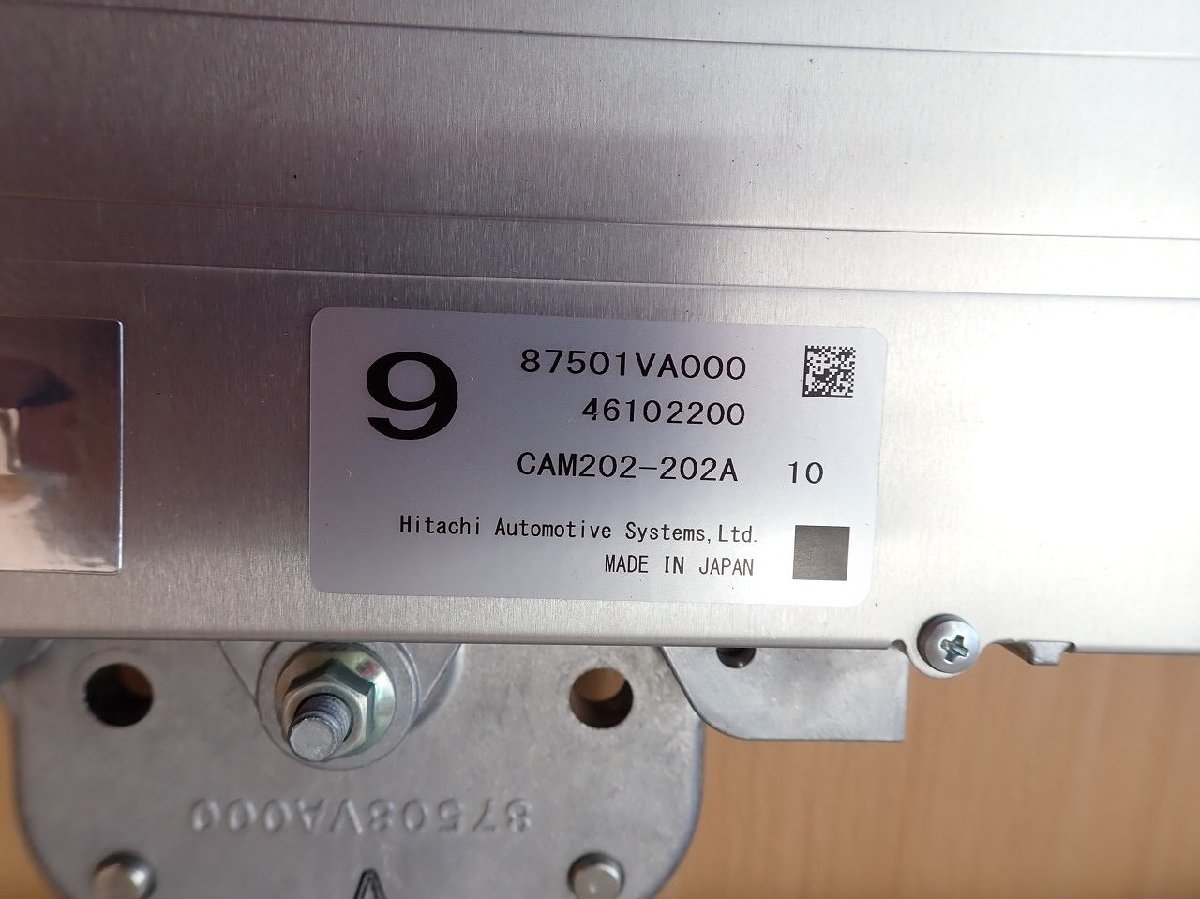 9
87501VA000
46102200
CAM202-202A 10
Hitachi Automotive Systems,Ltd.
MADE IN JAPAN
87508VA000
A